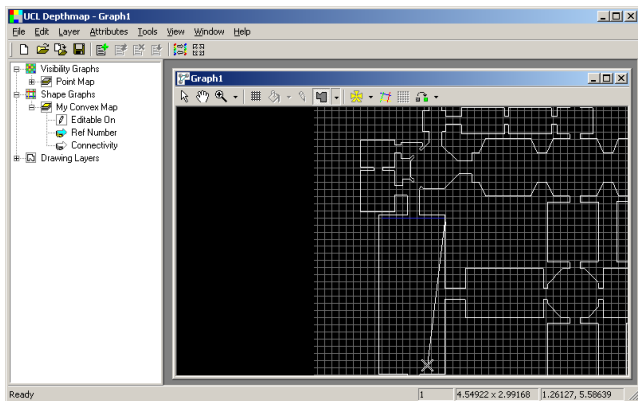 UCL Depthmap - Graph1
File Edit Layer Attributes Tools View Window Help
Visibility Graphs
Point Map
Shape Graphs
My Convex Map
Editable On
Ref Number
Connectivity
Drawing Layers
Graph1
Ready
1
4.54922 x 2.99168
1.26127, 5.58639